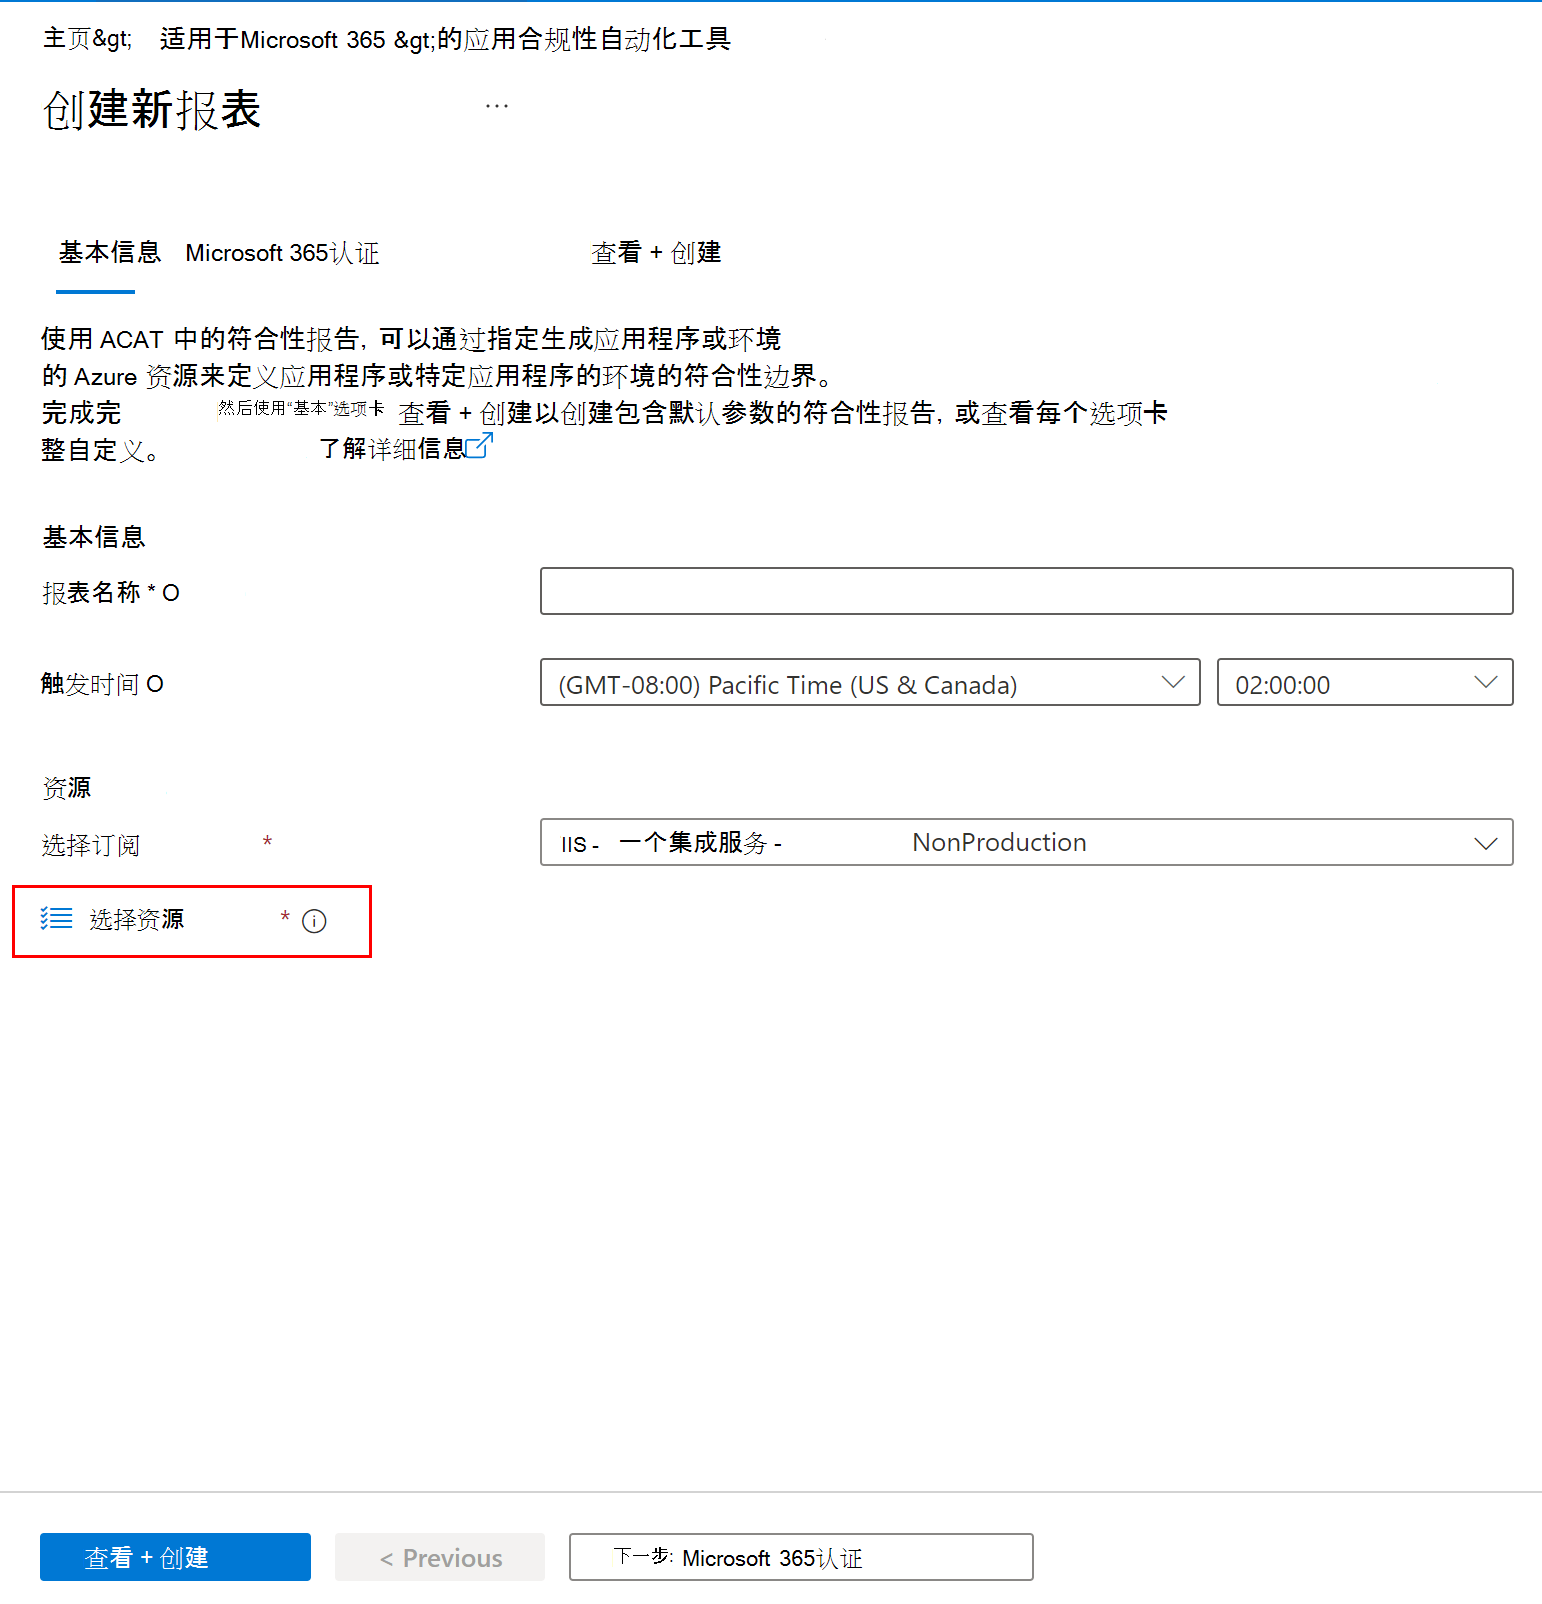 主页&gt; 适用于Microsoft 365 &gt;的应用合规性自动化工具
创建新报表 ...
基本信息 Microsoft 365认证 查看 + 创建
使用 ACAT 中的符合性报告, 可以通过指定生成应用程序或环境
的 Azure 资源来定义应用程序或特定应用程序的环境的符合性边界。
完成完 然后使用“基本”选项卡 查看 + 创建以创建包含默认参数的符合性报告, 或查看每个选项卡
整自定义。 了解详细信息
基本信息
报表名称 * O
触发时间 O (GMT-08:00) Pacific Time (US & Canada) 02:00:00
资源
选择订阅 * IIS - 一个集成服务 - NonProduction
选择资源 *
查看 + 创建 < Previous 下一步: Microsoft 365认证